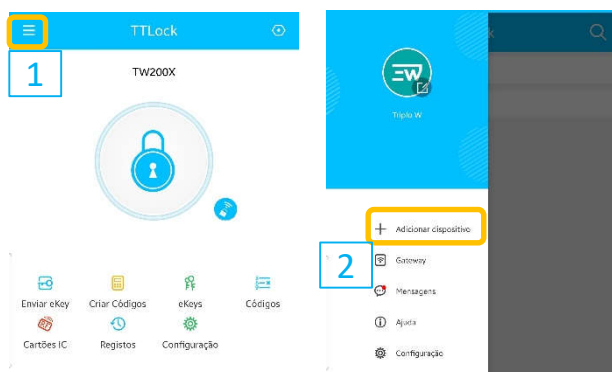 TTLock
TW200X
1
Enviar eKey
Criar Códigos
eKeys
Códigos
Cartões IC
Registos
Configuração
k
Triplo W
Adicionar dispositivo
2
Gateway
Mensagens
Ajuda
Configuração